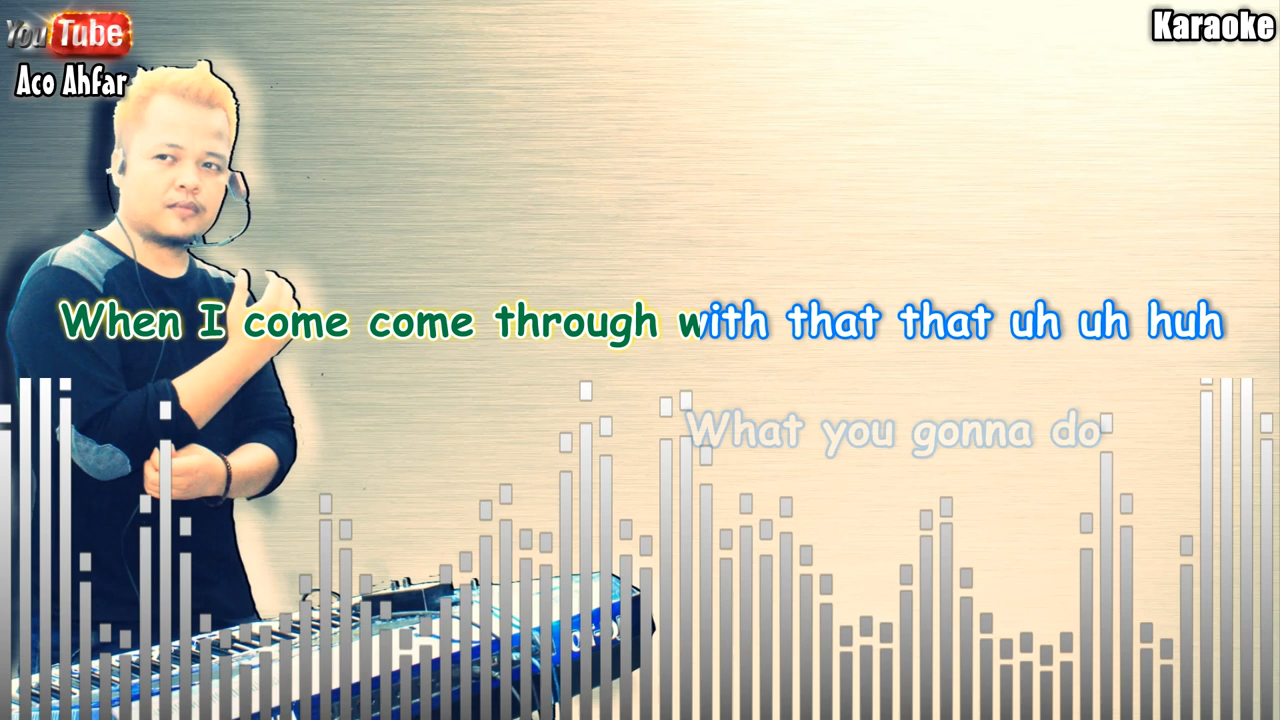 YouTube
Karaoke
Aco Ahfar
When I come come through with that that uh uh huh
What you gonna do